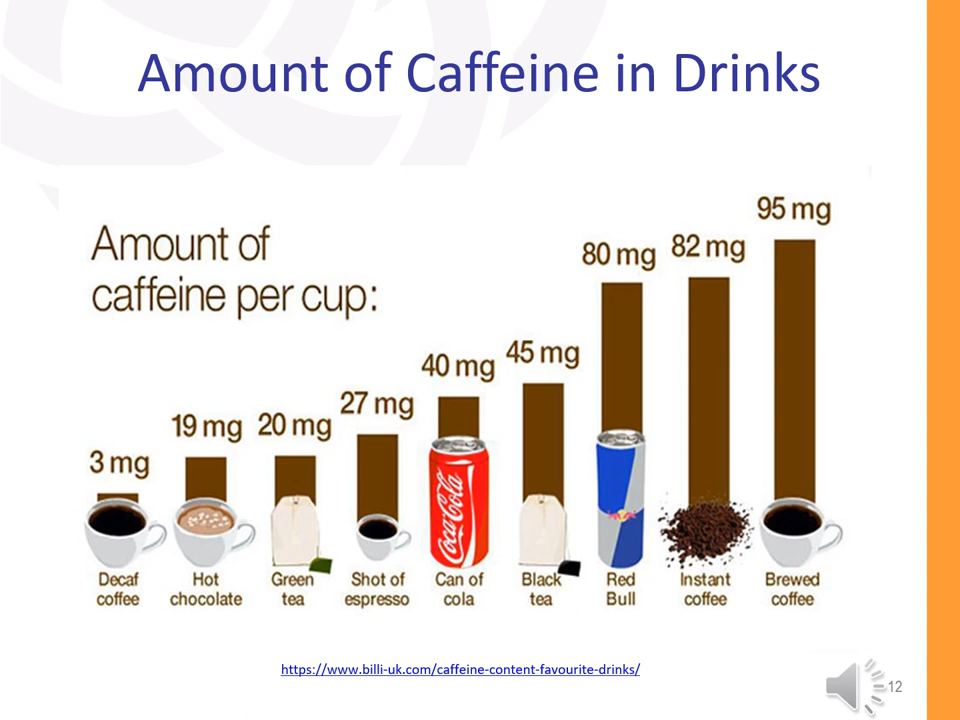 Amount of Caffeine in Drinks
Amount of
caffeine per cup:
3 mg
19 mg
20 mg
27 mg
40 mg
45 mg
80 mg
82 mg
95 mg
Coca-Cola
Decaf
coffee
Hot
chocolate
Green
tea
Shot of
espresso
Can of
cola
Black
tea
Red
Bull
Instant
coffee
Brewed
coffee
https://www.billi-uk.com/caffeine-content-favourite-drinks/
12